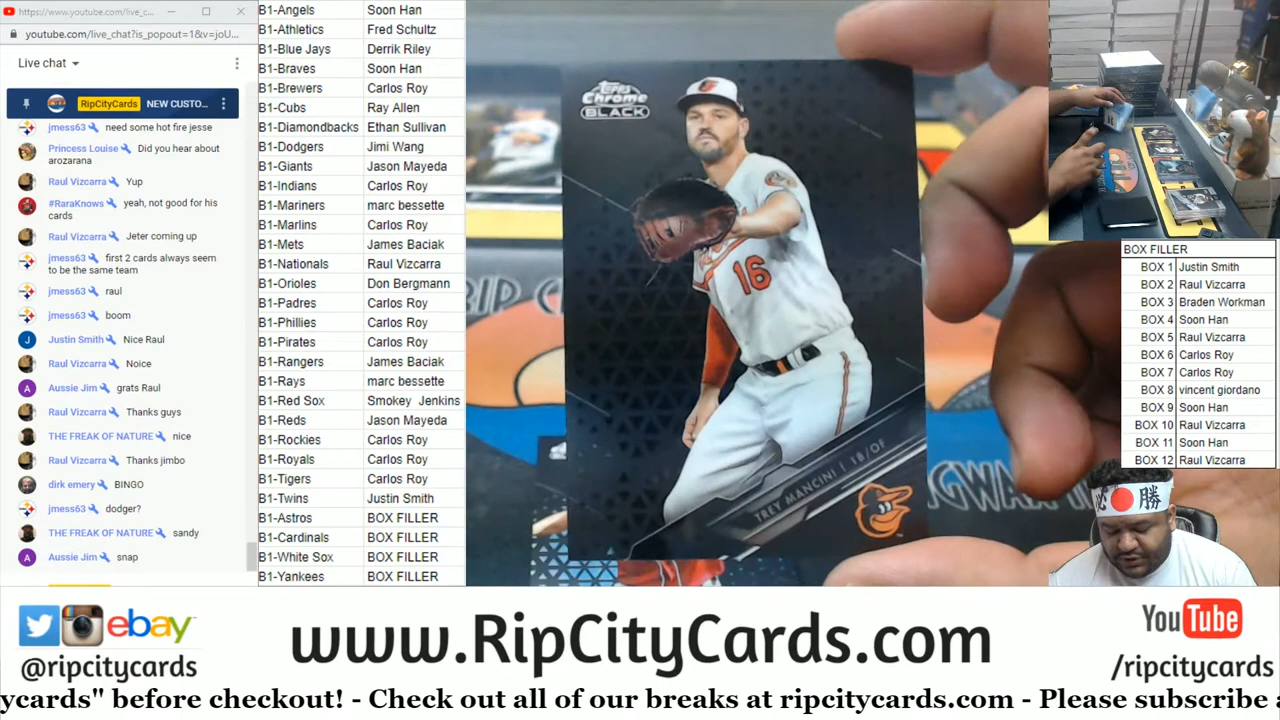 https://www.youtube.com/live_c...
youtube.com/live_chat?is_popout=1&v=joU...
Live chat
RipCityCards NEW CUSTO...
jmess63 need some hot fire jesse
Princess Louise Did you hear about
arozarana
Raul Vizcarra Yup
#RaraKnows yeah, not good for his
cards
Raul Vizcarra Jeter coming up
jmess63 first 2 cards always seem
to be the same team
jmess63 raul
jmess63 boom
Justin Smith Nice Raul
Raul Vizcarra Noice
Aussie Jim grats Raul
Raul Vizcarra Thanks guys
THE FREAK OF NATURE nice
Raul Vizcarra Thanks jimbo
dirk emery BINGO
jmess63 dodger?
THE FREAK OF NATURE sandy
Aussie Jim snap
B1-Angels Soon Han
B1-Athletics Fred Schultz
B1-Blue Jays Derrik Riley
B1-Braves Soon Han
B1-Brewers Carlos Roy
B1-Cubs Ray Allen
B1-Diamondbacks Ethan Sullivan
B1-Dodgers Jimi Wang
B1-Giants Jason Mayeda
B1-Indians Carlos Roy
B1-Mariners marc bessette
B1-Marlins Carlos Roy
B1-Mets James Baciak
B1-Nationals Raul Vizcarra
B1-Orioles Don Bergmann
B1-Padres Carlos Roy
B1-Phillies Carlos Roy
B1-Pirates Carlos Roy
B1-Rangers James Baciak
B1-Rays marc bessette
B1-Red Sox Smokey Jenkins
B1-Reds Jason Mayeda
B1-Rockies Carlos Roy
B1-Royals Carlos Roy
B1-Tigers Carlos Roy
B1-Twins Justin Smith
B1-Astros BOX FILLER
B1-Cardinals BOX FILLER
B1-White Sox BOX FILLER
B1-Yankees BOX FILLER
Topps
Chrome
BLACK
16
TREY MANCINI | 1B/OF
RIP C
BOX FILLER
BOX 1 Justin Smith
BOX 2 Raul Vizcarra
BOX 3 Braden Workman
BOX 4 Soon Han
BOX 5 Raul Vizcarra
BOX 6 Carlos Roy
BOX 7 Carlos Roy
BOX 8 vincent giordano
BOX 9 Soon Han
BOX 10 Raul Vizcarra
BOX 11 Soon Han
BOX 12 Raul Vizcarra
必 勝
ebay
@ripcitycards
www.RipCityCards.com
YouTube
/ripcitycards
ycards" before checkout! - Check out all of our breaks at ripcitycards.com - Please subscribe a